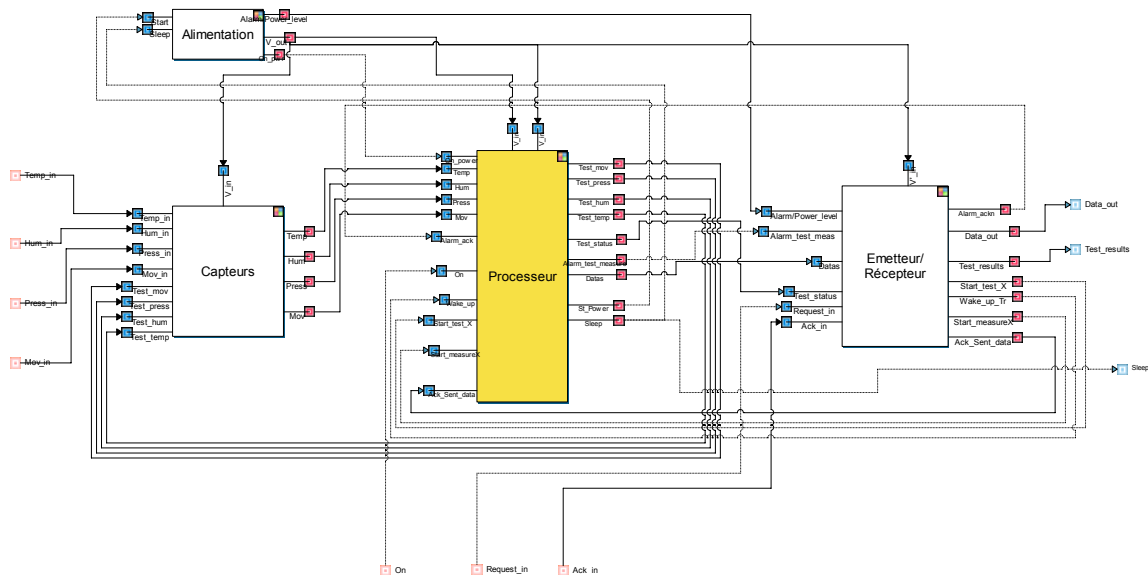 Start
Sleep
Alimentation
Alarm/Power_level
V_out
V_in
V_in
V_in
V'_in
Temp_in
Hum_in
Press_in
Mov_in
Temp_in
Hum_in
Press_in
Mov_in
Test_mov
Test_press
Test_hum
Test_temp
Capteurs
Temp
Hum
Press
Mov
On_power
Temp
Hum
Press
Mov
Alarm_ack
On
Wake_up
Start_test_X
Start_measureX
Ack_Sent_data
Processeur
Test_mov
Test_press
Test_hum
Test_temp
Test_status
Alarm_test_measure
Datas
St_Power
Sleep
Alarm/Power_level
Alarm_test_meas
Datas
Test_status
Request_in
Ack_in
Emetteur/
Récepteur
Alarm_ackn
Data_out
Test_results
Start_test_X
Wake_up_Tr
Start_measureX
Ack_Sent_data
Data_out
Test_results
Sleep
On
Request_in
Ack_in